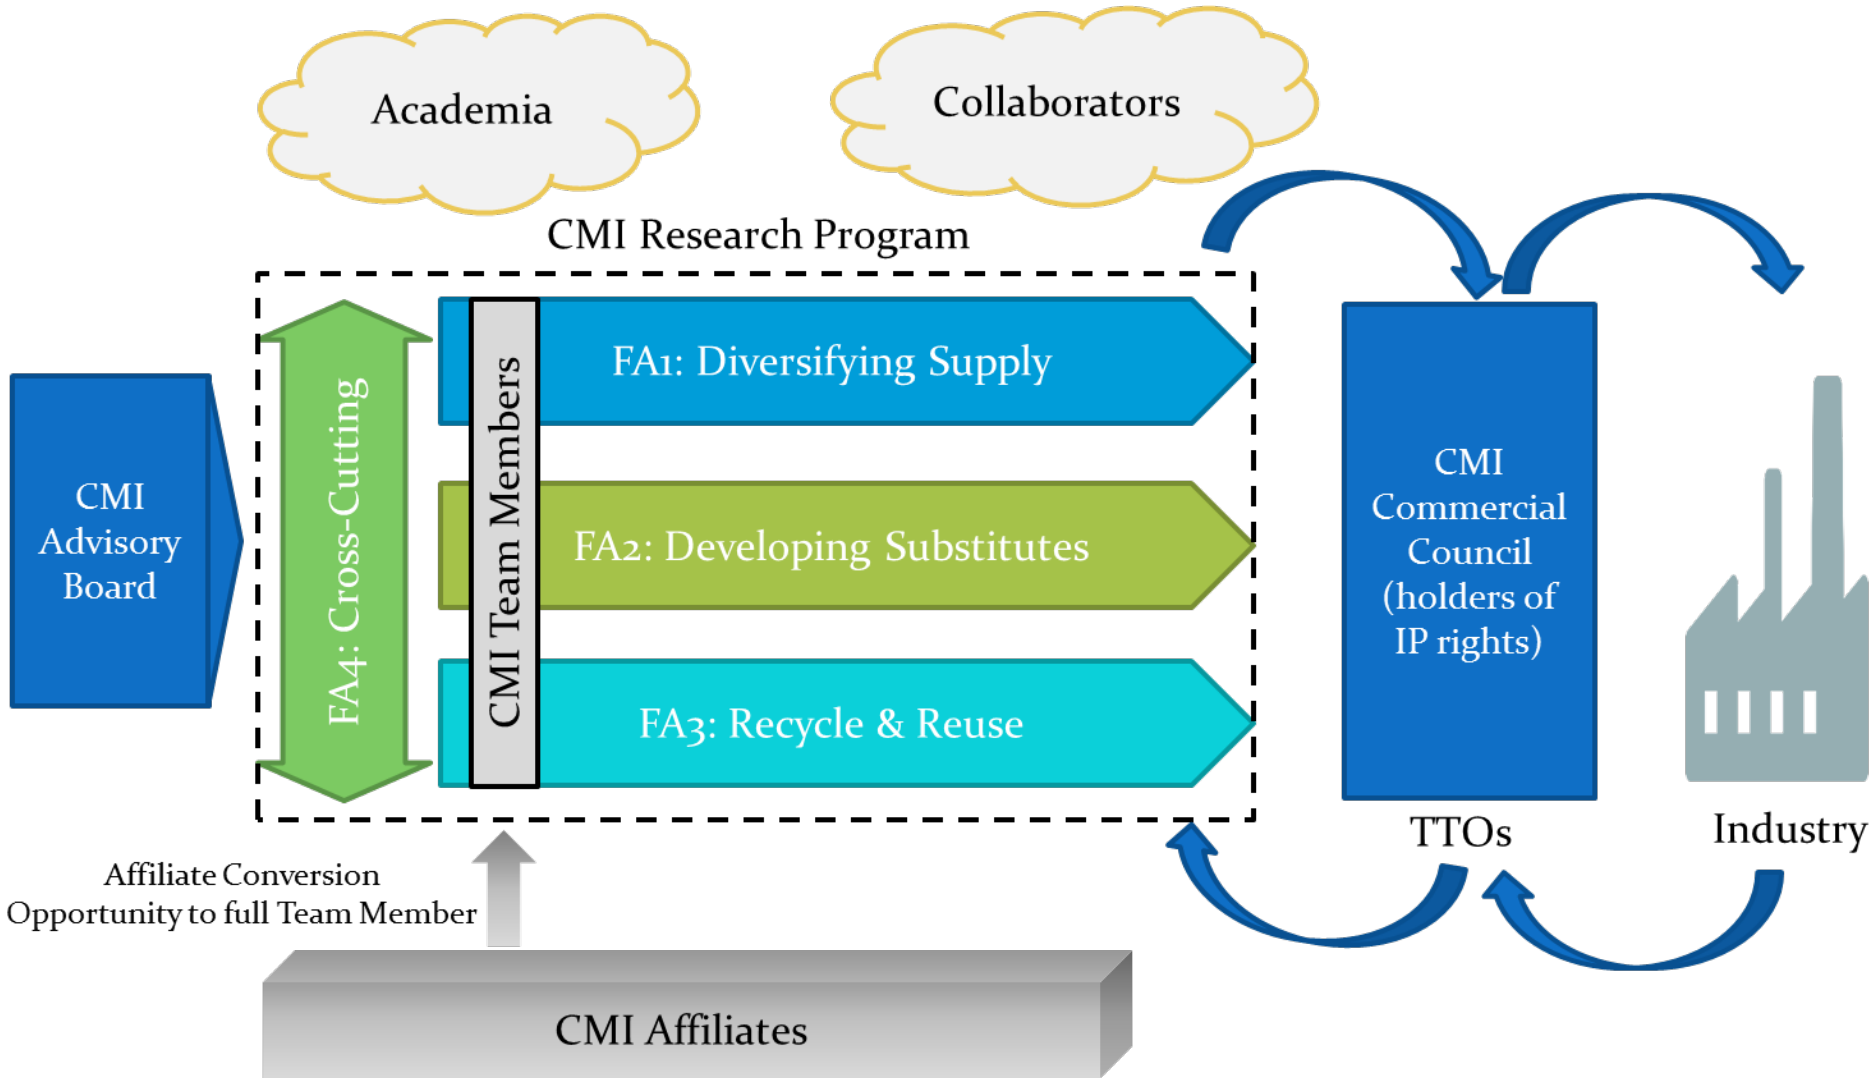 Academia
Collaborators
CMI Research Program
CMI
Advisory
Board
FA4: Cross-Cutting
CMI Team Members
FA1: Diversifying Supply
FA2: Developing Substitutes
FA3: Recycle & Reuse
CMI
Commercial
Council
(holders of
IP rights)
TTOs
Industry
Affiliate Conversion
Opportunity to full Team Member
CMI Affiliates